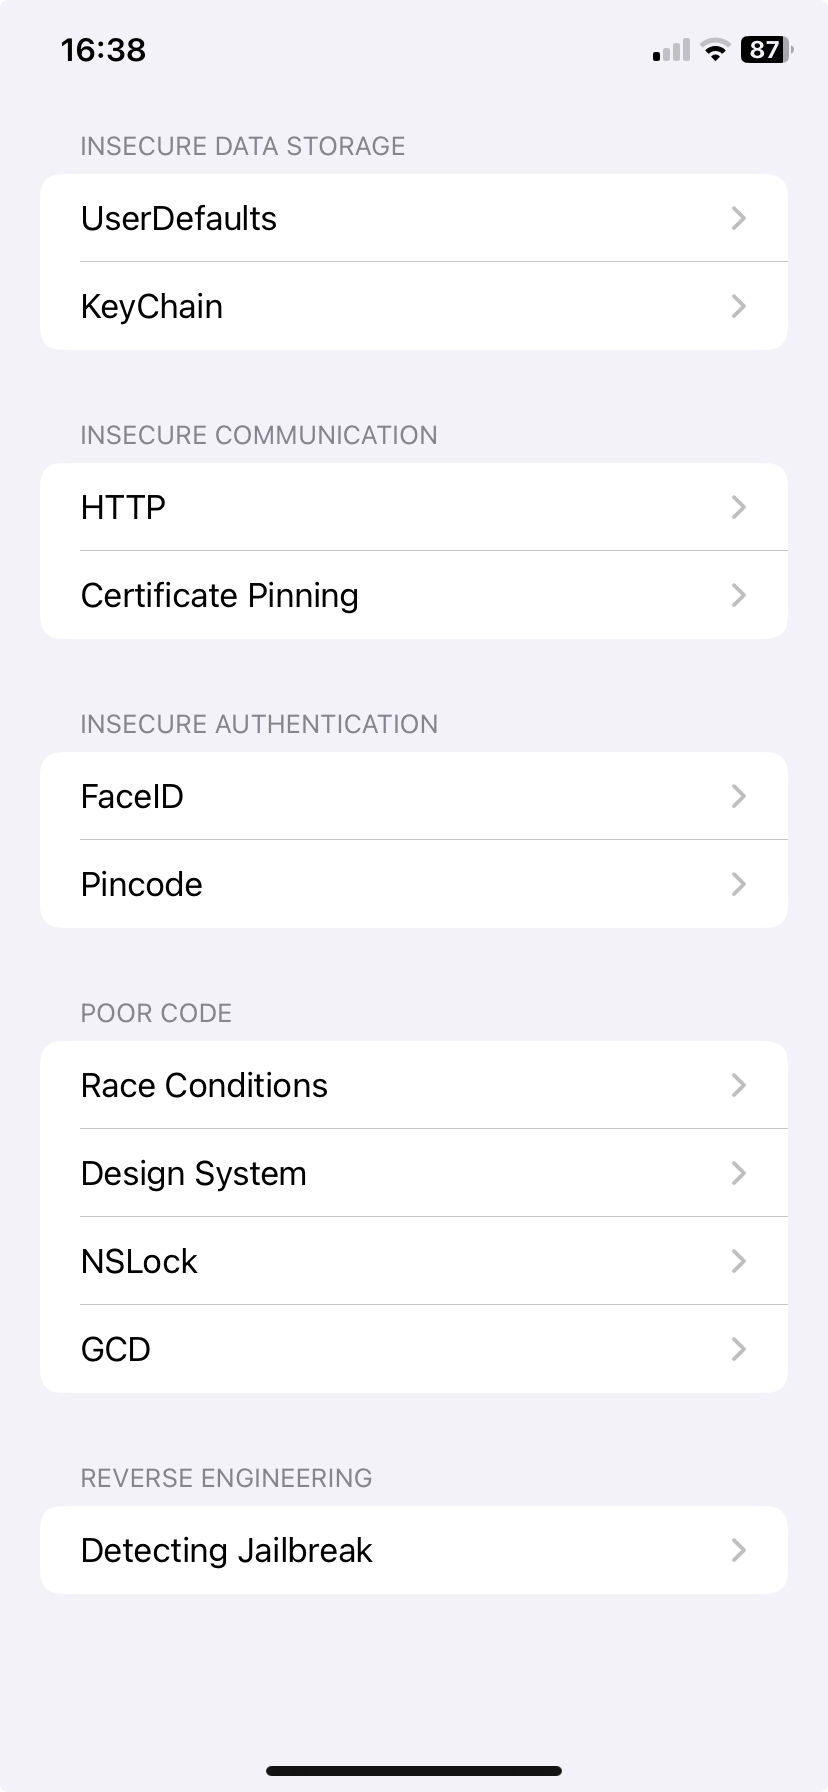 16:38
87
INSECURE DATA STORAGE
UserDefaults
KeyChain
INSECURE COMMUNICATION
HTTP
Certificate Pinning
INSECURE AUTHENTICATION
FaceID
Pincode
POOR CODE
Race Conditions
Design System
NSLock
GCD
REVERSE ENGINEERING
Detecting Jailbreak